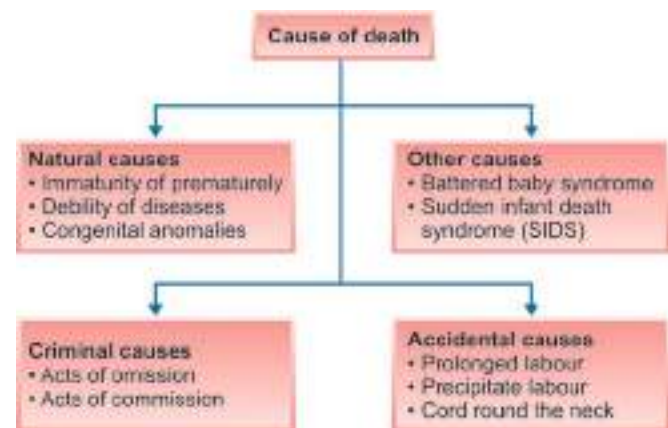 Cause of death
Natural causes
• Immaturity of prematurely
• Debility of diseases
• Congenital anomalies
Other causes
• Battered baby syndrome
• Sudden infant death
syndrome (SIDS)
Criminal causes
• Acts of omission
• Acts of commission
Accidental causes
• Prolonged labour
• Precipitate labour
• Cord round the neck